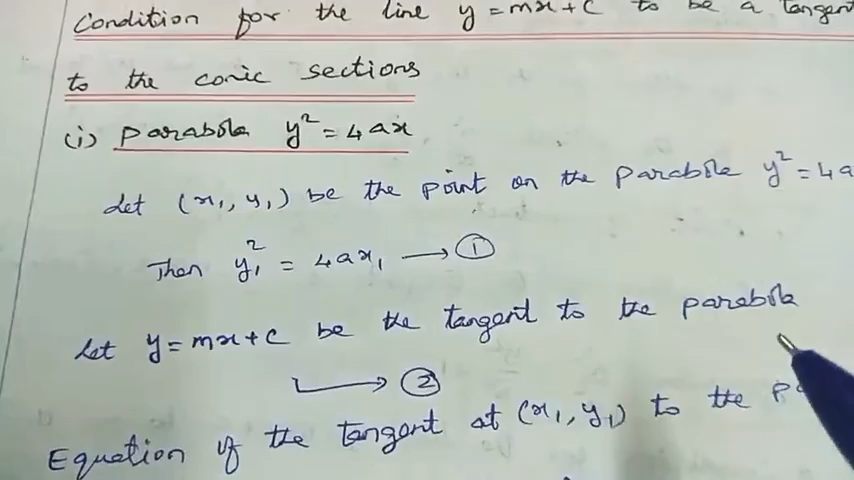 Condition for the line y = mx + c to be a tangent
to the conic sections
(i) Parabola y² = 4ax
Let (x₁, y₁) be the point on the parabola y² = 4a
Then y₁² = 4ax₁ → ①
Let y = mx + c be the tangent to the parabola
→ ②
Equation of the tangent at (x₁, y₁) to the